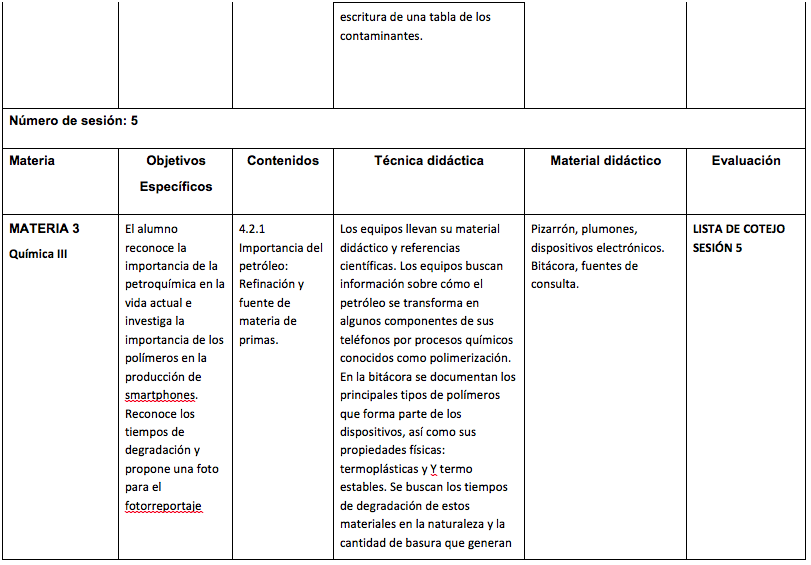 escritura de una tabla de los
contaminantes.
Número de sesión: 5
Materia
Objetivos
Específicos
Contenidos
Técnica didáctica
Material didáctico
Evaluación
MATERIA 3
Química III
El alumno
reconoce la
importancia de la
petroquímica en la
vida actual e
investiga la
importancia de los
polímeros en la
producción de
smartphones.
Reconoce los
tiempos de
degradación y
propone una foto
para el
fotorreportaje
4.2.1
Importancia del
petróleo:
Refinación y
fuente de
materia de
primas.
Los equipos llevan su material
didáctico y referencias
científicas. Los equipos buscan
información sobre cómo el
petróleo se transforma en
algunos componentes de sus
teléfonos por procesos químicos
conocidos como polimerización.
En la bitácora se documentan los
principales tipos de polímeros
que forma parte de los
dispositivos, así como sus
propiedades físicas:
termoplásticas y Y termo
estables. Se buscan los tiempos
de degradación de estos
materiales en la naturaleza y la
cantidad de basura que generan
Pizarrón, plumones,
dispositivos electrónicos.
Bitácora, fuentes de
consulta.
LISTA DE COTEJO
SESIÓN 5